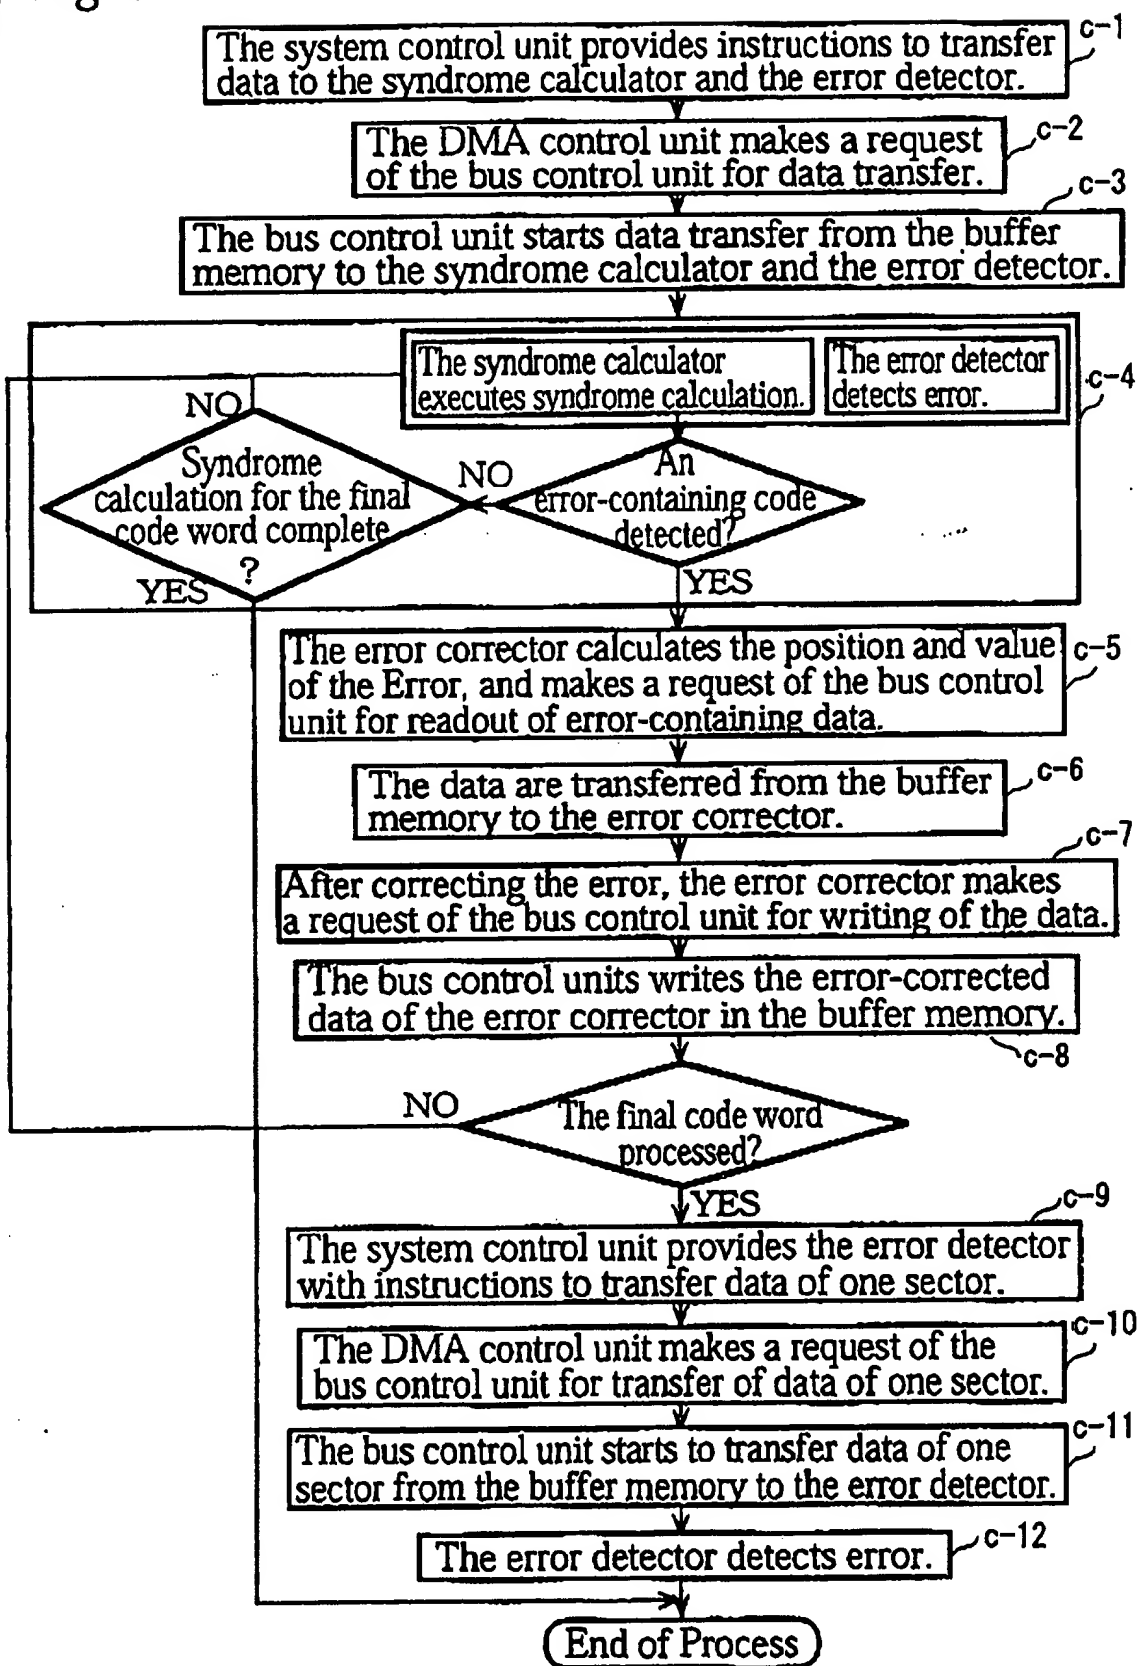 The system control unit provides instructions to transfer
data to the syndrome calculator and the error detector.
c-1
The DMA control unit makes a request
of the bus control unit for data transfer.
c-2
c-3
The bus control unit starts data transfer from the buffer
memory to the syndrome calculator and the error detector.
The syndrome calculator
executes syndrome calculation.
The error detector
detects error.
c-4
NO
Syndrome
calculation for the final
code word complete
?
YES
NO
An
error-containing code
detected?
YES
The error corrector calculates the position and value
of the Error, and makes a request of the bus control
unit for readout of error-containing data.
c-5
The data are transferred from the buffer
memory to the error corrector.
c-6
c-7
After correcting the error, the error corrector makes
a request of the bus control unit for writing of the data.
The bus control units writes the error-corrected
data of the error corrector in the buffer memory.
c-8
NO
The final code word
processed?
YES
c-9
The system control unit provides the error detector
with instructions to transfer data of one sector.
c-10
The DMA control unit makes a request of the
bus control unit for transfer of data of one sector.
c-11
The bus control unit starts to transfer data of one
sector from the buffer memory to the error detector.
The error detector detects error.
c-12
End of Process